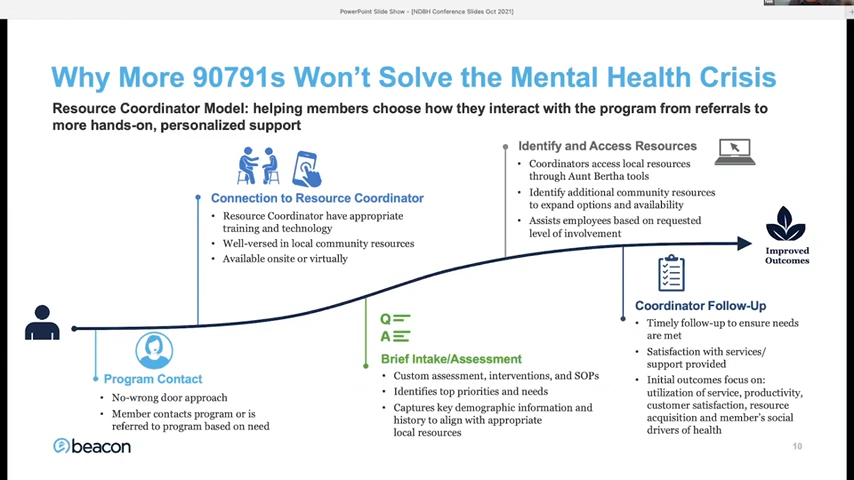 PowerPoint Slide Show - [NDBH Conference Slides Oct 2021]
Why More 90791s Won't Solve the Mental Health Crisis
Resource Coordinator Model: helping members choose how they interact with the program from referrals to
more hands-on, personalized support
Connection to Resource Coordinator
• Resource Coordinator have appropriate
training and technology
• Well-versed in local community resources
• Available onsite or virtually
Identify and Access Resources
• Coordinators access local resources
through Aunt Bertha tools
• Identify additional community resources
to expand options and availability
• Assists employees based on requested
level of involvement
Improved
Outcomes
Program Contact
• No-wrong door approach
• Member contacts program or is
referred to program based on need
Q
A
Brief Intake/Assessment
• Custom assessment, interventions, and SOPs
• Identifies top priorities and needs
• Captures key demographic information and
history to align with appropriate
local resources
Coordinator Follow-Up
• Timely follow-up to ensure needs
are met
• Satisfaction with services/
support provided
• Initial outcomes focus on:
utilization of service, productivity,
customer satisfaction, resource
acquisition and member's social
drivers of health
beacon
10